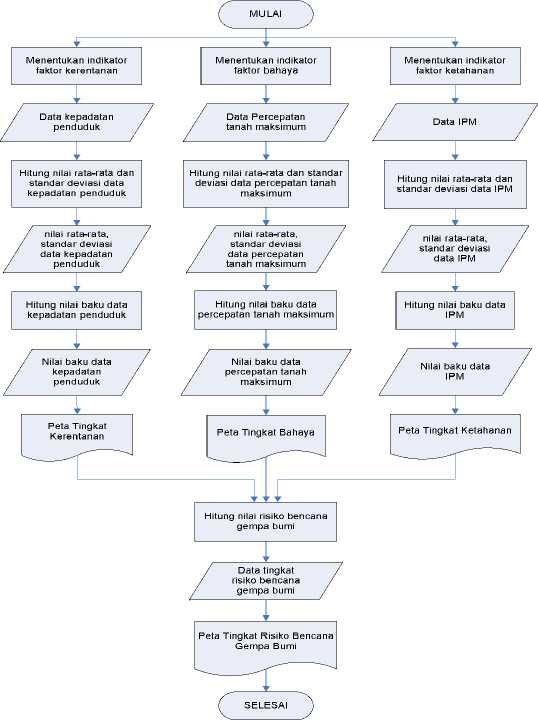 MULAI
Menentukan indikator
faktor kerentanan
Menentukan indikator
faktor bahaya
Menentukan indikator
faktor ketahanan
Data kepadatan
penduduk
Data Percepatan
tanah maksimum
Data IPM
Hitung nilai rata-rata dan
standar deviasi data
kepadatan penduduk
Hitung nilai rata-rata dan standar
deviasi data percepatan tanah
maksimum
Hitung nilai rata-rata dan
standar deviasi data IPM
nilai rata-rata,
standar deviasi
data kepadatan
penduduk
nilai rata-rata,
standar deviasi
data percepatan
tanah maksimum
nilai rata-rata,
standar deviasi
data IPM
Hitung nilai baku data
kepadatan penduduk
Hitung nilai baku data
percepatan tanah maksimum
Hitung nilai baku data
IPM
Nilai baku data
kepadatan
penduduk
Nilai baku data
percepatan tanah
maksimum
Nilai baku data
IPM
Peta Tingkat
Kerentanan
Peta Tingkat Bahaya
Peta Tingkat Ketahanan
Hitung nilai risiko bencana
gempa bumi
Data tingkat
risiko bencana
gempa bumi
Peta Tingkat Risiko Bencana
Gempa Bumi
SELESAI